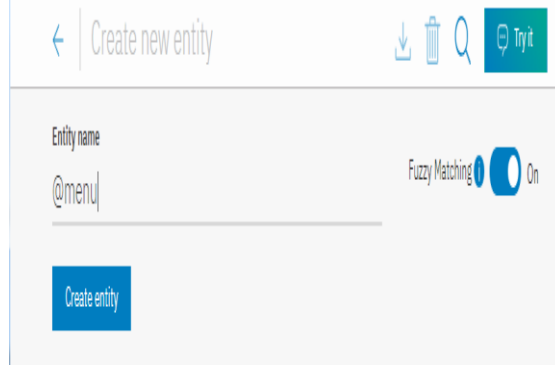 Create new entity
Try it
Entity name
@menu
Fuzzy Matching i On
Create entity